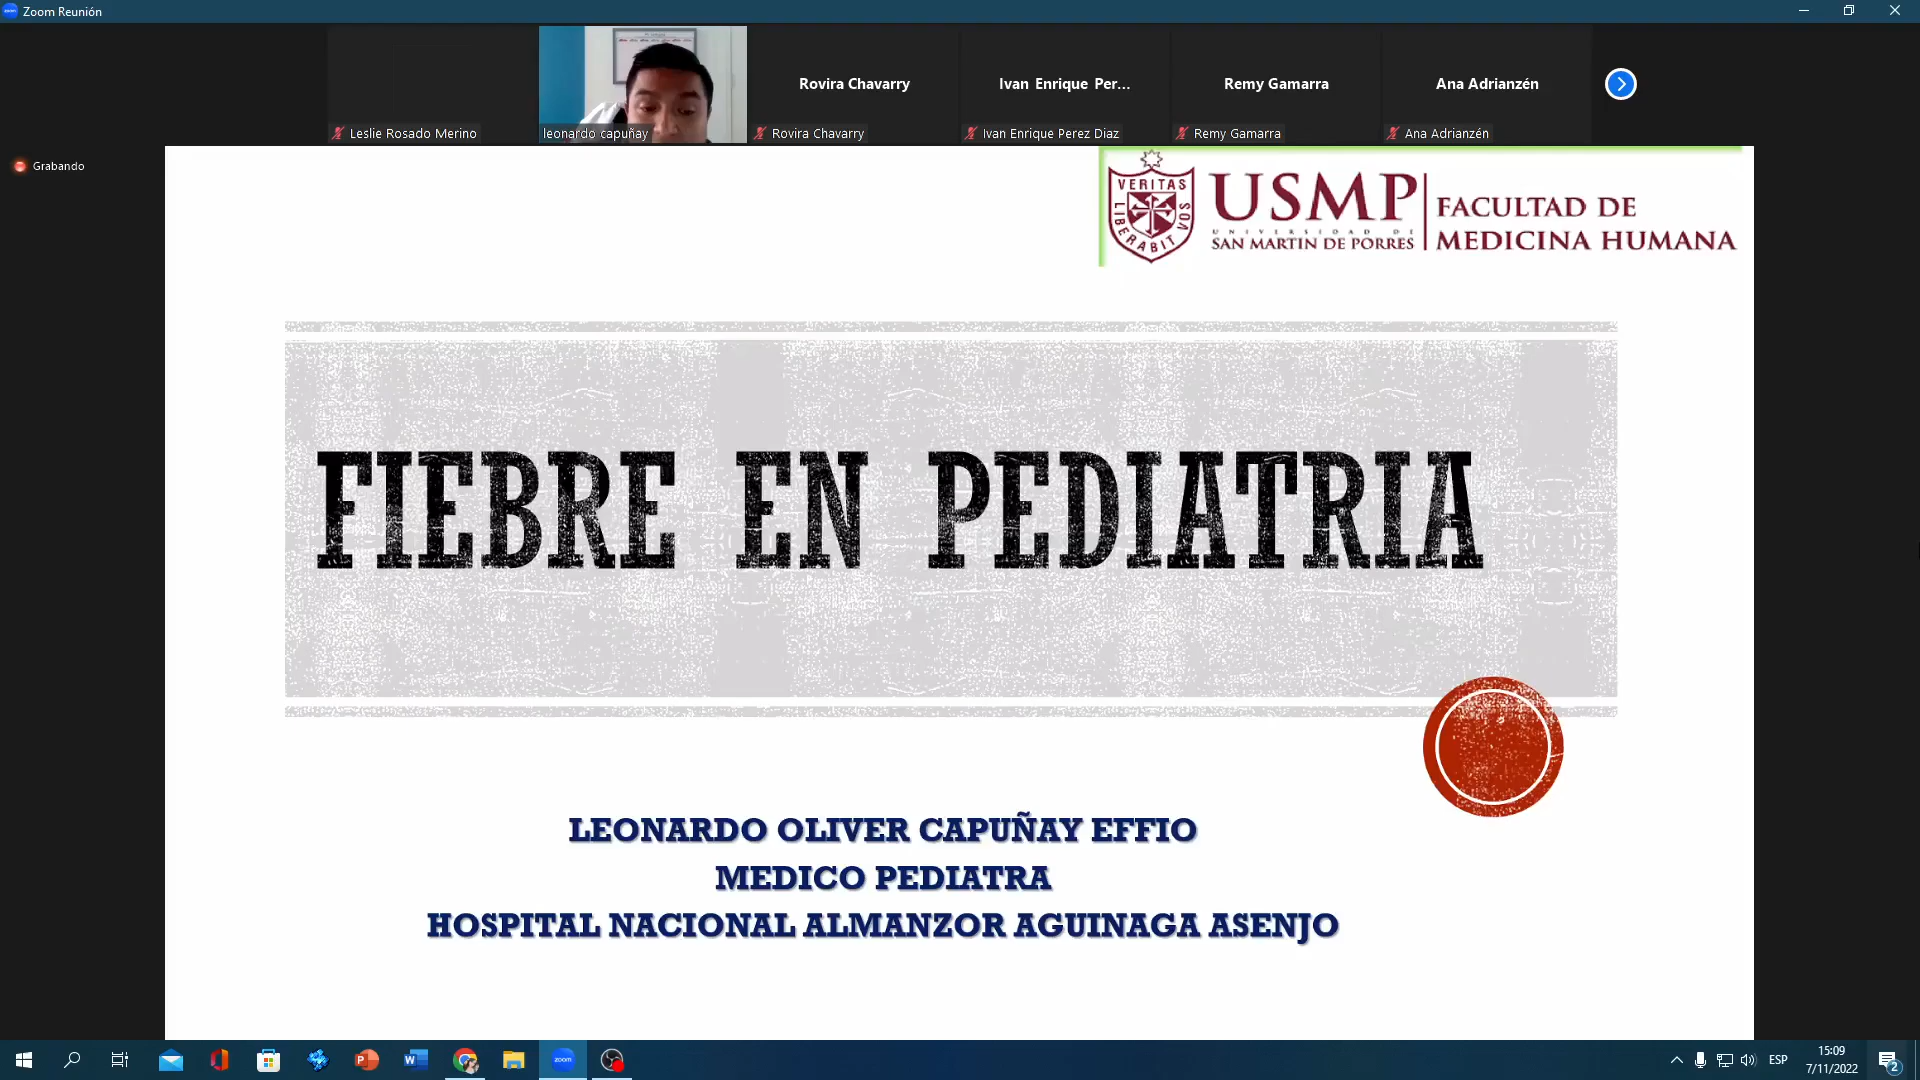 Zoom Reunión
Rovira Chavarry
Ivan Enrique Per...
Remy Gamarra
Ana Adrianzén
Leslie Rosado Merino
leonardo capuñay
Rovira Chavarry
Ivan Enrique Perez Diaz
Remy Gamarra
Ana Adrianzén
Grabando
VERITAS
LIBERABIT VOS
USMP
UNIVERSIDAD DE
SAN MARTIN DE PORRES
FACULTAD DE
MEDICINA HUMANA
FIEBRE EN PEDIATRIA
LEONARDO OLIVER CAPUÑAY EFFIO
MEDICO PEDIATRA
HOSPITAL NACIONAL ALMANZOR AGUINAGA ASENJO
zoom
ESP
15:09
7/11/2022
2